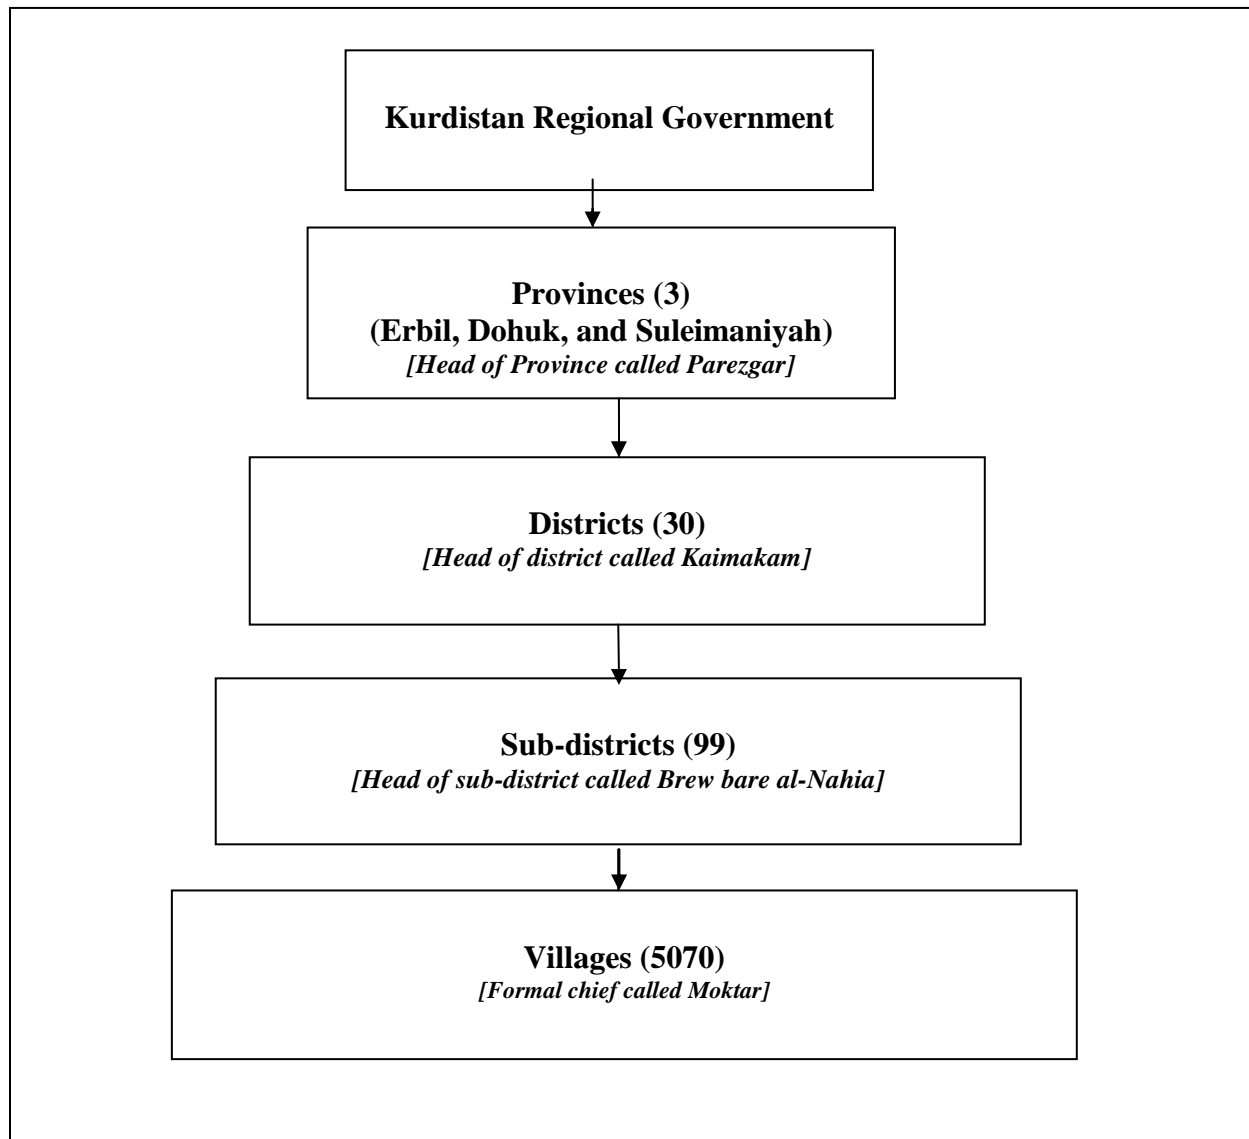 Kurdistan Regional Government
Provinces (3)
(Erbil, Dohuk, and Suleimaniyah)
[Head of Province called Parezgar]
Districts (30)
[Head of district called Kaimakam]
Sub-districts (99)
[Head of sub-district called Brew bare al-Nahia]
Villages (5070)
[Formal chief called Moktar]